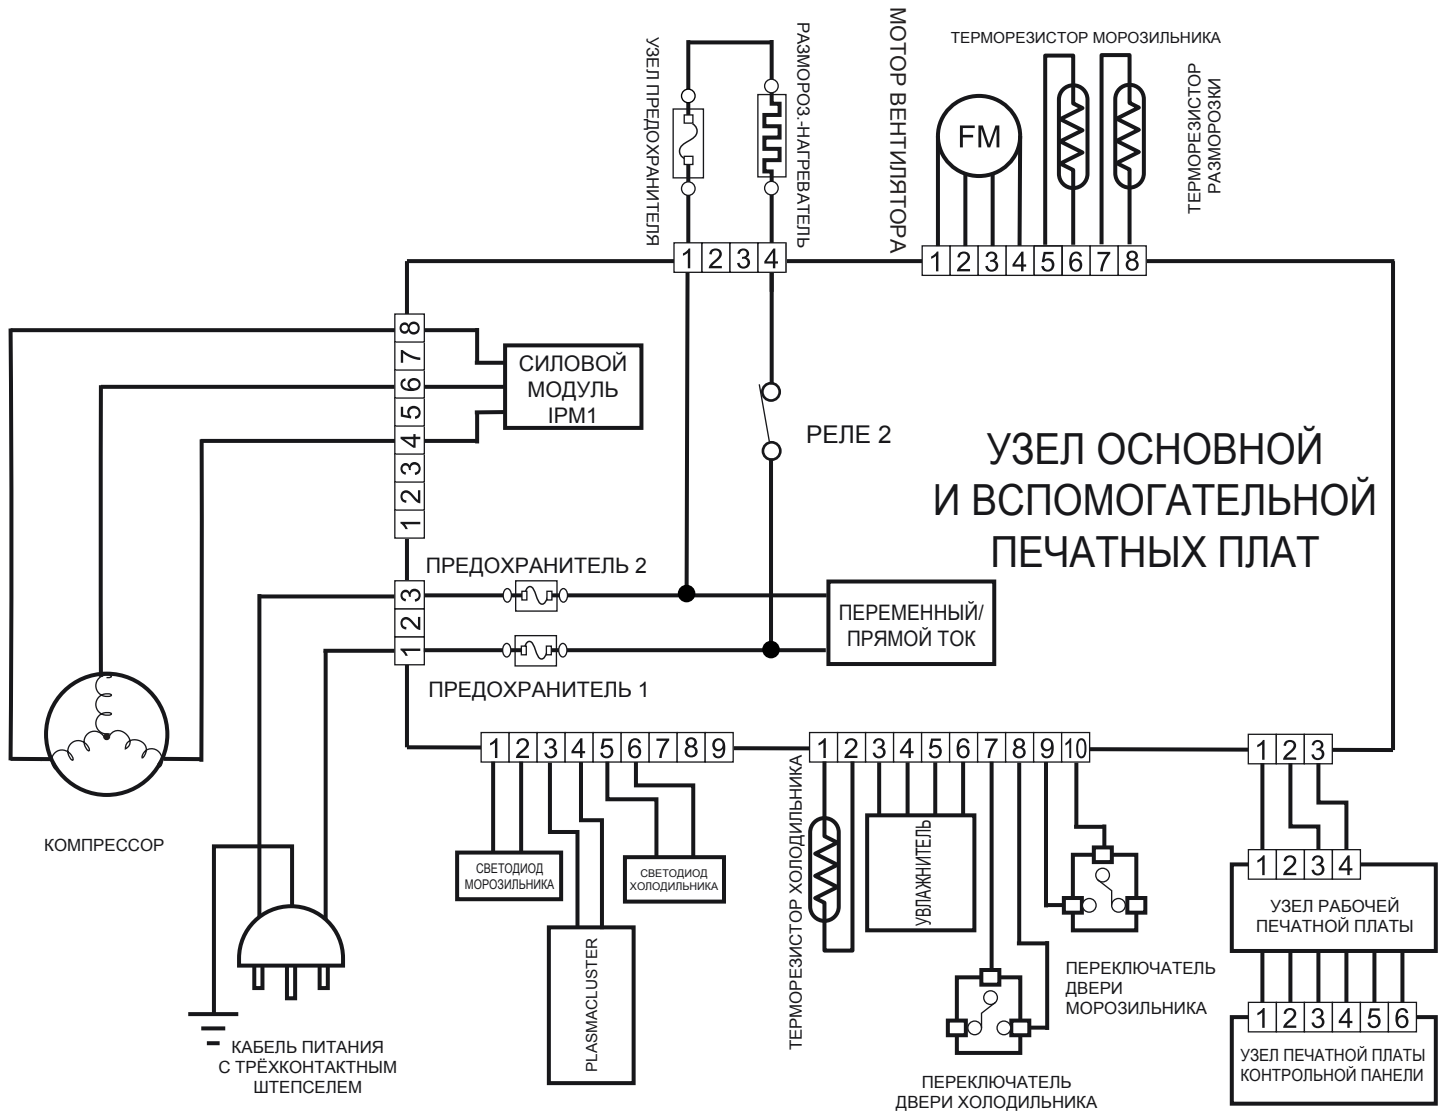 УЗЕЛ ПРЕДОХРАНИТЕЛЯ
РАЗМОРОЗ.-НАГРЕВАТЕЛЬ
МОТОР ВЕНТИЛЯТОРА
ТЕРМОРЕЗИСТОР МОРОЗИЛЬНИКА
ТЕРМОРЕЗИСТОР
РАЗМОРОЗКИ
FM
1 2 3 4
1 2 3 4 5 6 7 8
8
7
6
5
4
3
2
1
СИЛОВОЙ
МОДУЛЬ
IPM1
РЕЛЕ 2
УЗЕЛ ОСНОВНОЙ
И ВСПОМОГАТЕЛЬНОЙ
ПЕЧАТНЫХ ПЛАТ
ПРЕДОХРАНИТЕЛЬ 2
3
2
1
ПЕРЕМЕННЫЙ/
ПРЯМОЙ ТОК
ПРЕДОХРАНИТЕЛЬ 1
КОМПРЕССОР
1 2 3 4 5 6 7 8 9
1 2 3 4 5 6 7 8 9 10
1 2 3
СВЕТОДИОД
МОРОЗИЛЬНИКА
СВЕТОДИОД
ХОЛОДИЛЬНИКА
PLASMACLUSTER
ТЕРМОРЕЗИСТОР ХОЛОДИЛЬНИКА
УВЛАЖНИТЕЛЬ
1 2 3 4
УЗЕЛ РАБОЧЕЙ
ПЕЧАТНОЙ ПЛАТЫ
ПЕРЕКЛЮЧАТЕЛЬ
ДВЕРИ
МОРОЗИЛЬНИКА
1 2 3 4 5 6
УЗЕЛ ПЕЧАТНОЙ ПЛАТЫ
КОНТРОЛЬНОЙ ПАНЕЛИ
КАБЕЛЬ ПИТАНИЯ
С ТРЁХКОНТАКТНЫМ
ШТЕПСЕЛЕМ
ПЕРЕКЛЮЧАТЕЛЬ
ДВЕРИ ХОЛОДИЛЬНИКА